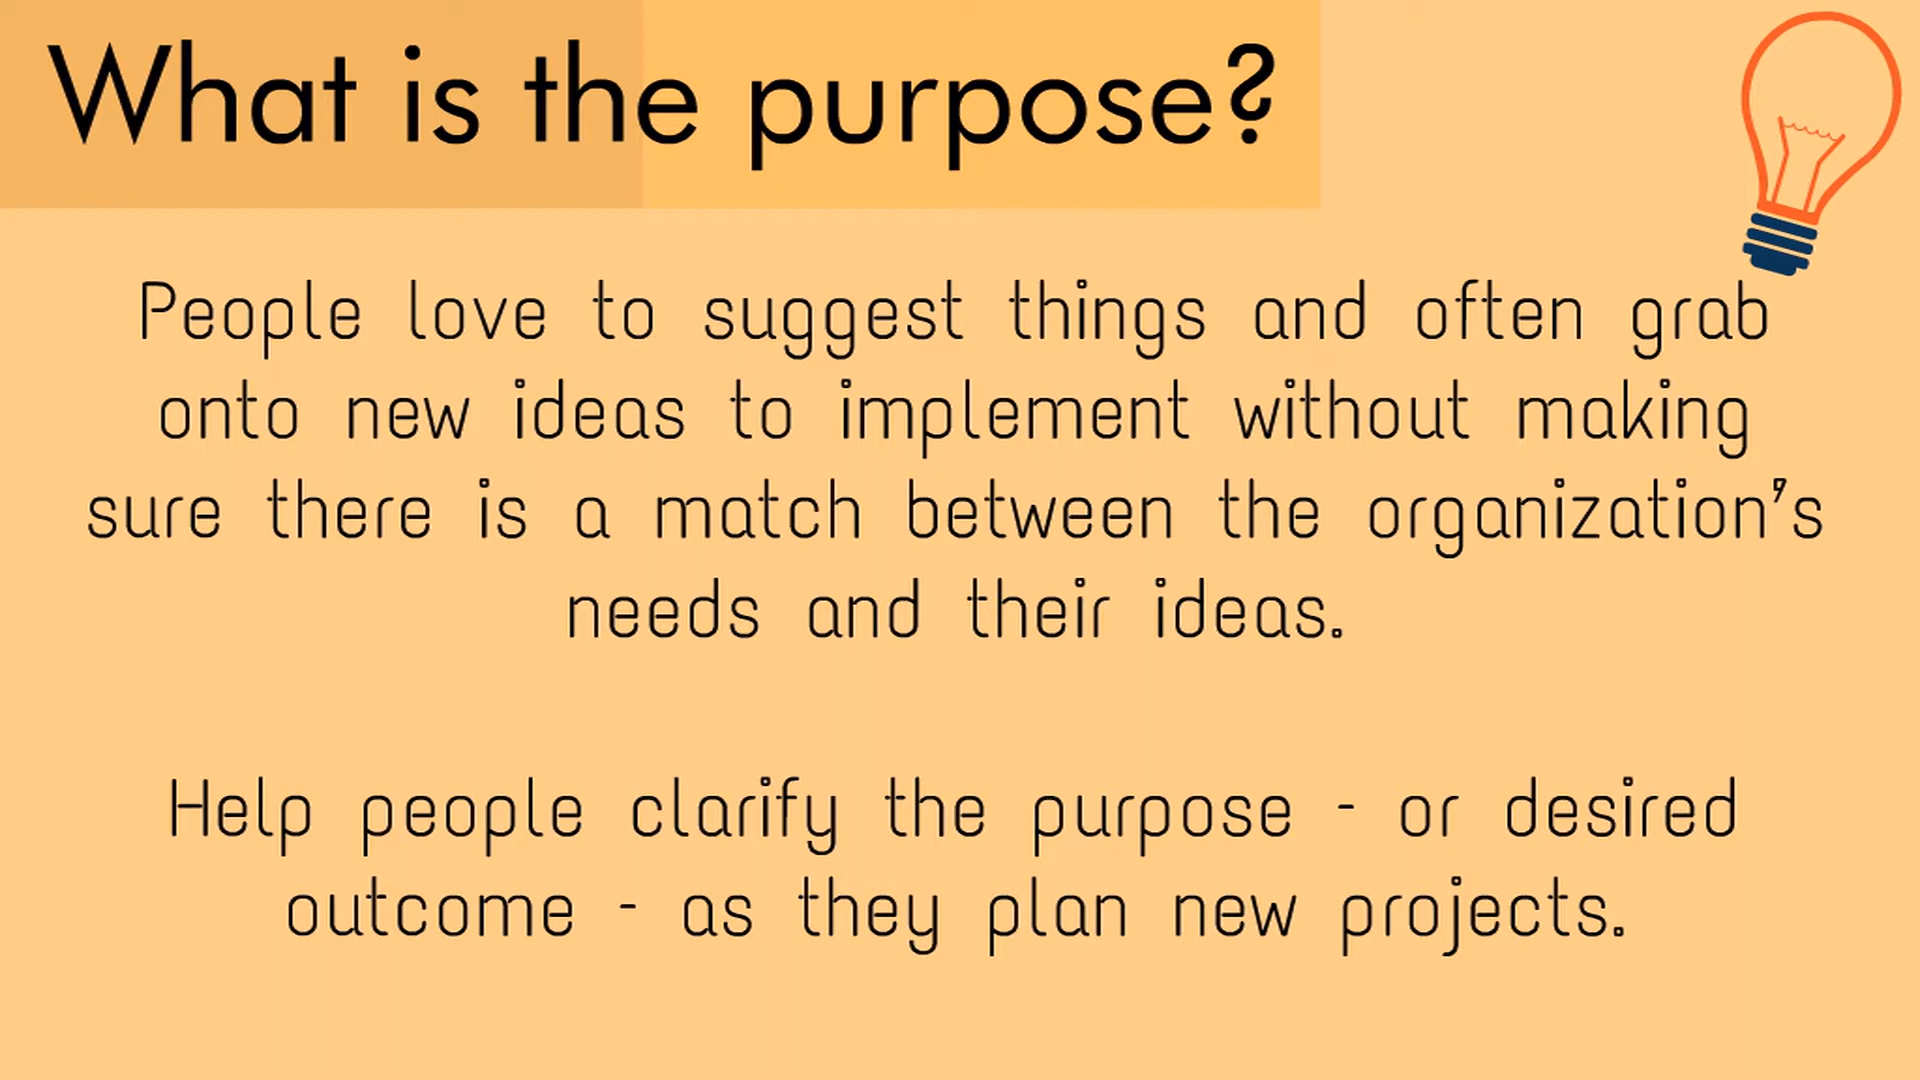 What is the purpose?
People love to suggest things and often grab
onto new ideas to implement without making
sure there is a match between the organization's
needs and their ideas.
Help people clarify the purpose - or desired
outcome - as they plan new projects.